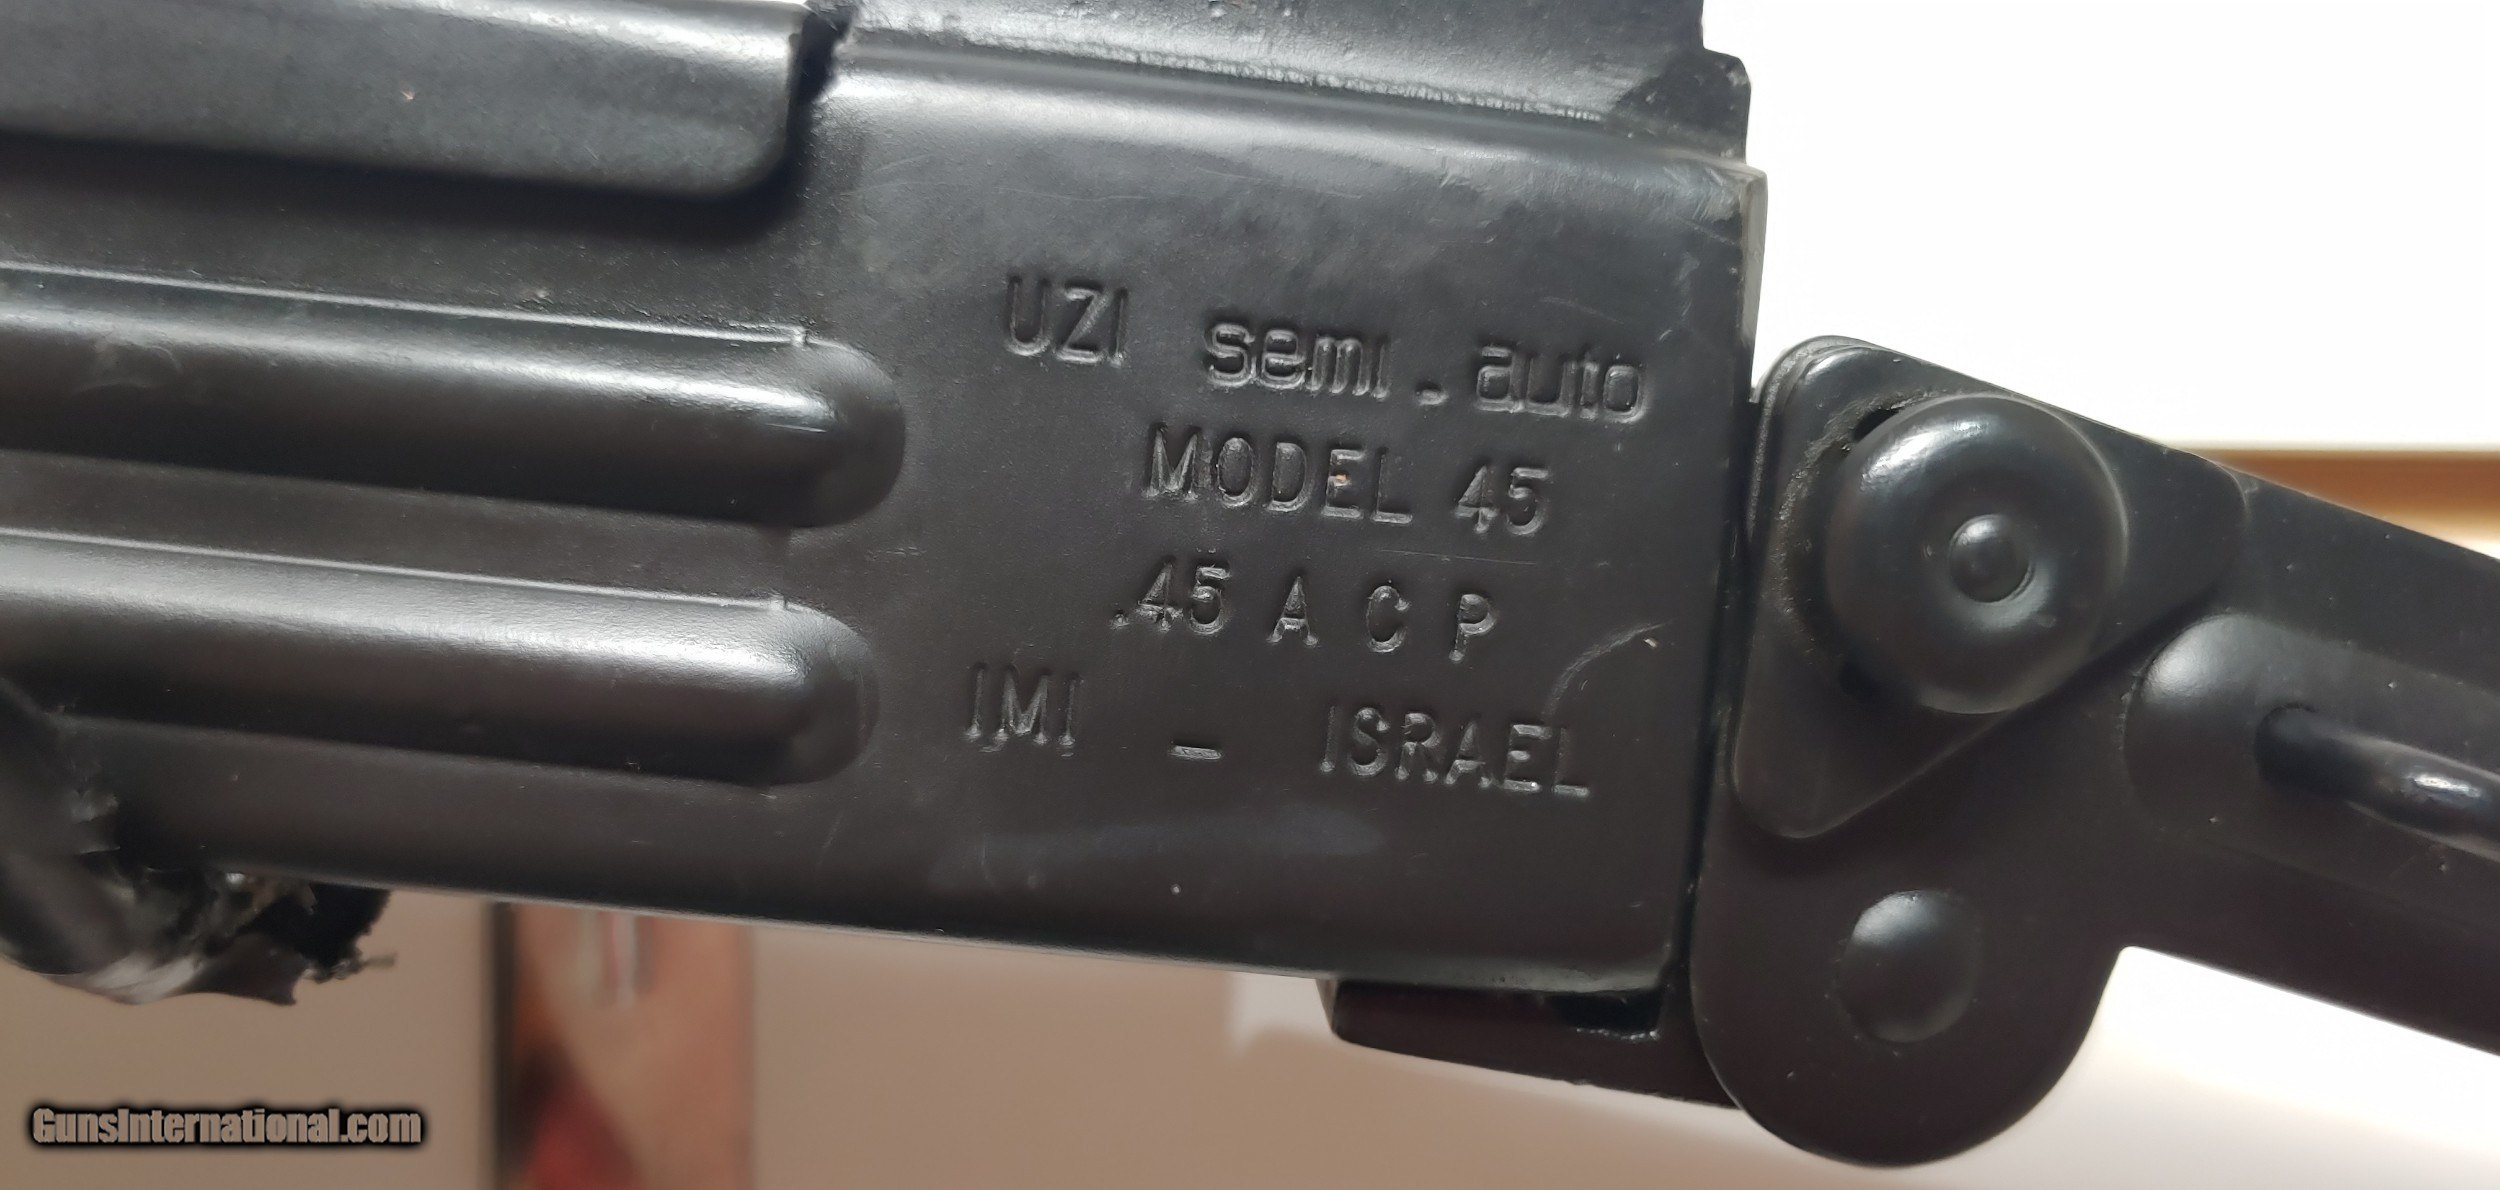 UZI semi.auto
MODEL 45
.45 A C P
IMI - ISRAEL
GunsInternational.com